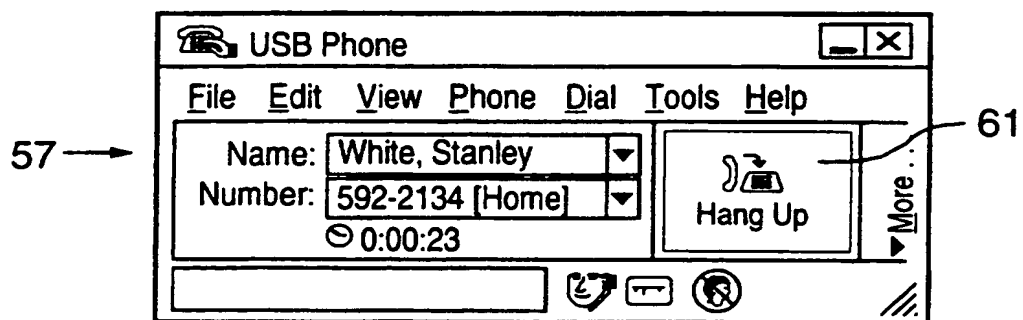 USB Phone
File Edit View Phone Dial Tools Help
57
61
Name: White, Stanley
Number: 592-2134 [Home]
0:00:23
Hang Up
More...